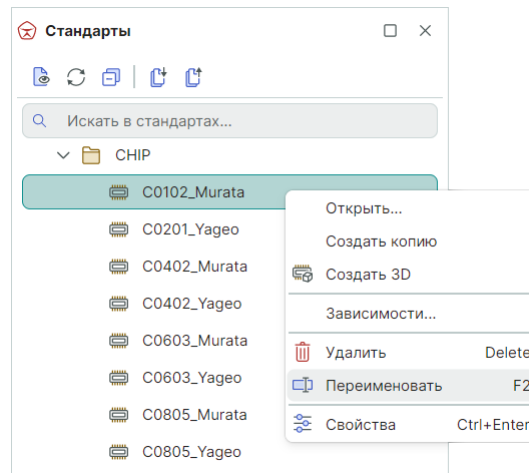 Стандарты
Искать в стандартах...
CHIP
C0102_Murata
C0201_Yageo
C0402_Murata
C0402_Yageo
C0603_Murata
C0603_Yageo
C0805_Murata
C0805_Yageo
Открыть...
Создать копию
Создать 3D
Зависимости...
Удалить Delete
Переименовать F2
Свойства Ctrl+Enter